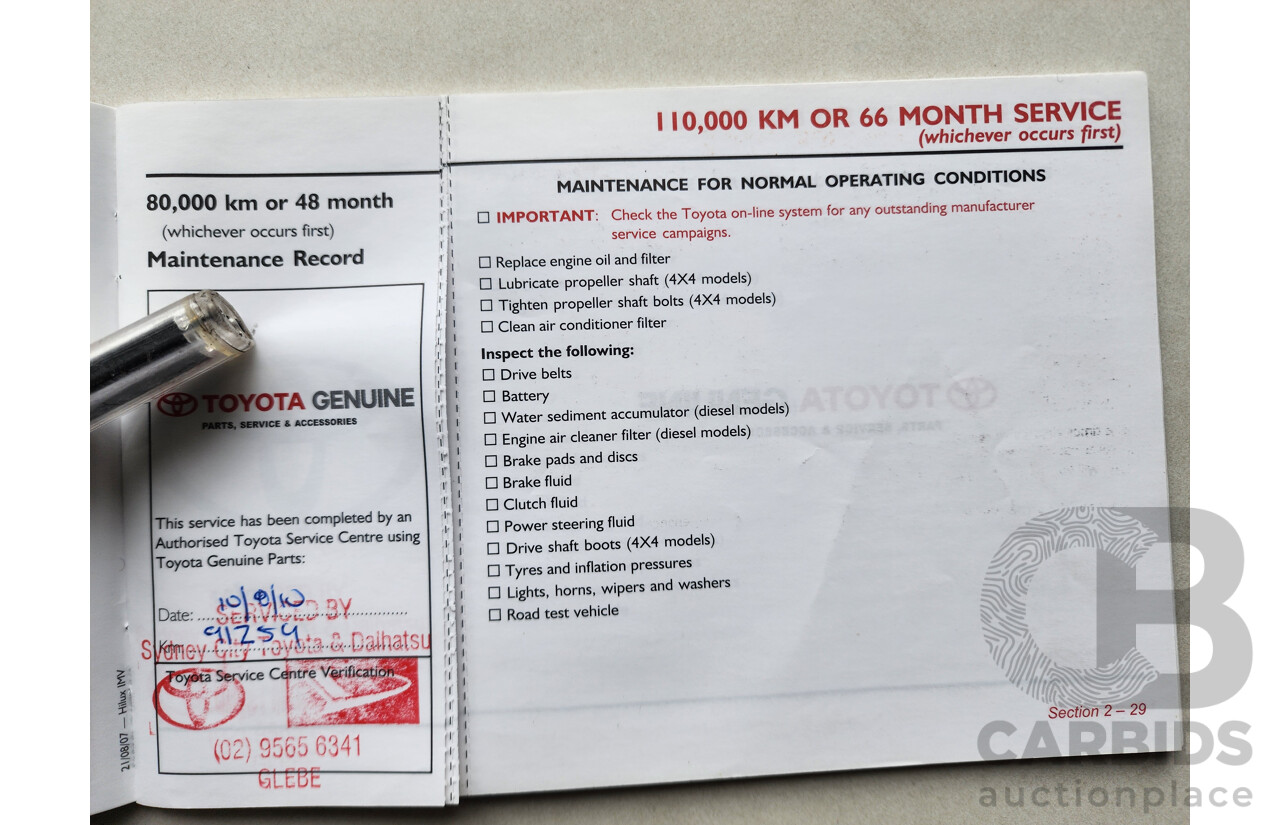 80,000 km or 48 month
(whichever occurs first)
Maintenance Record
TOYOTA GENUINE
PARTS, SERVICE & ACCESSORIES
This service has been completed by an
Authorised Toyota Service Centre using
Toyota Genuine Parts:
Date: 10/8/10
SERVICED BY
Km: 91254
Sydney City Toyota & Daihatsu
Toyota Service Centre Verification
(02) 9565 6341
GLEBE
21/08/07 — Hilux IMV
110,000 KM OR 66 MONTH SERVICE
(whichever occurs first)
MAINTENANCE FOR NORMAL OPERATING CONDITIONS
IMPORTANT: Check the Toyota on-line system for any outstanding manufacturer
service campaigns.
Replace engine oil and filter
Lubricate propeller shaft (4X4 models)
Tighten propeller shaft bolts (4X4 models)
Clean air conditioner filter
Inspect the following:
Drive belts
Battery
Water sediment accumulator (diesel models)
Engine air cleaner filter (diesel models)
Brake pads and discs
Brake fluid
Clutch fluid
Power steering fluid
Drive shaft boots (4X4 models)
Tyres and inflation pressures
Lights, horns, wipers and washers
Road test vehicle
Section 2 – 29
CB
CARBIDS
auctionplace